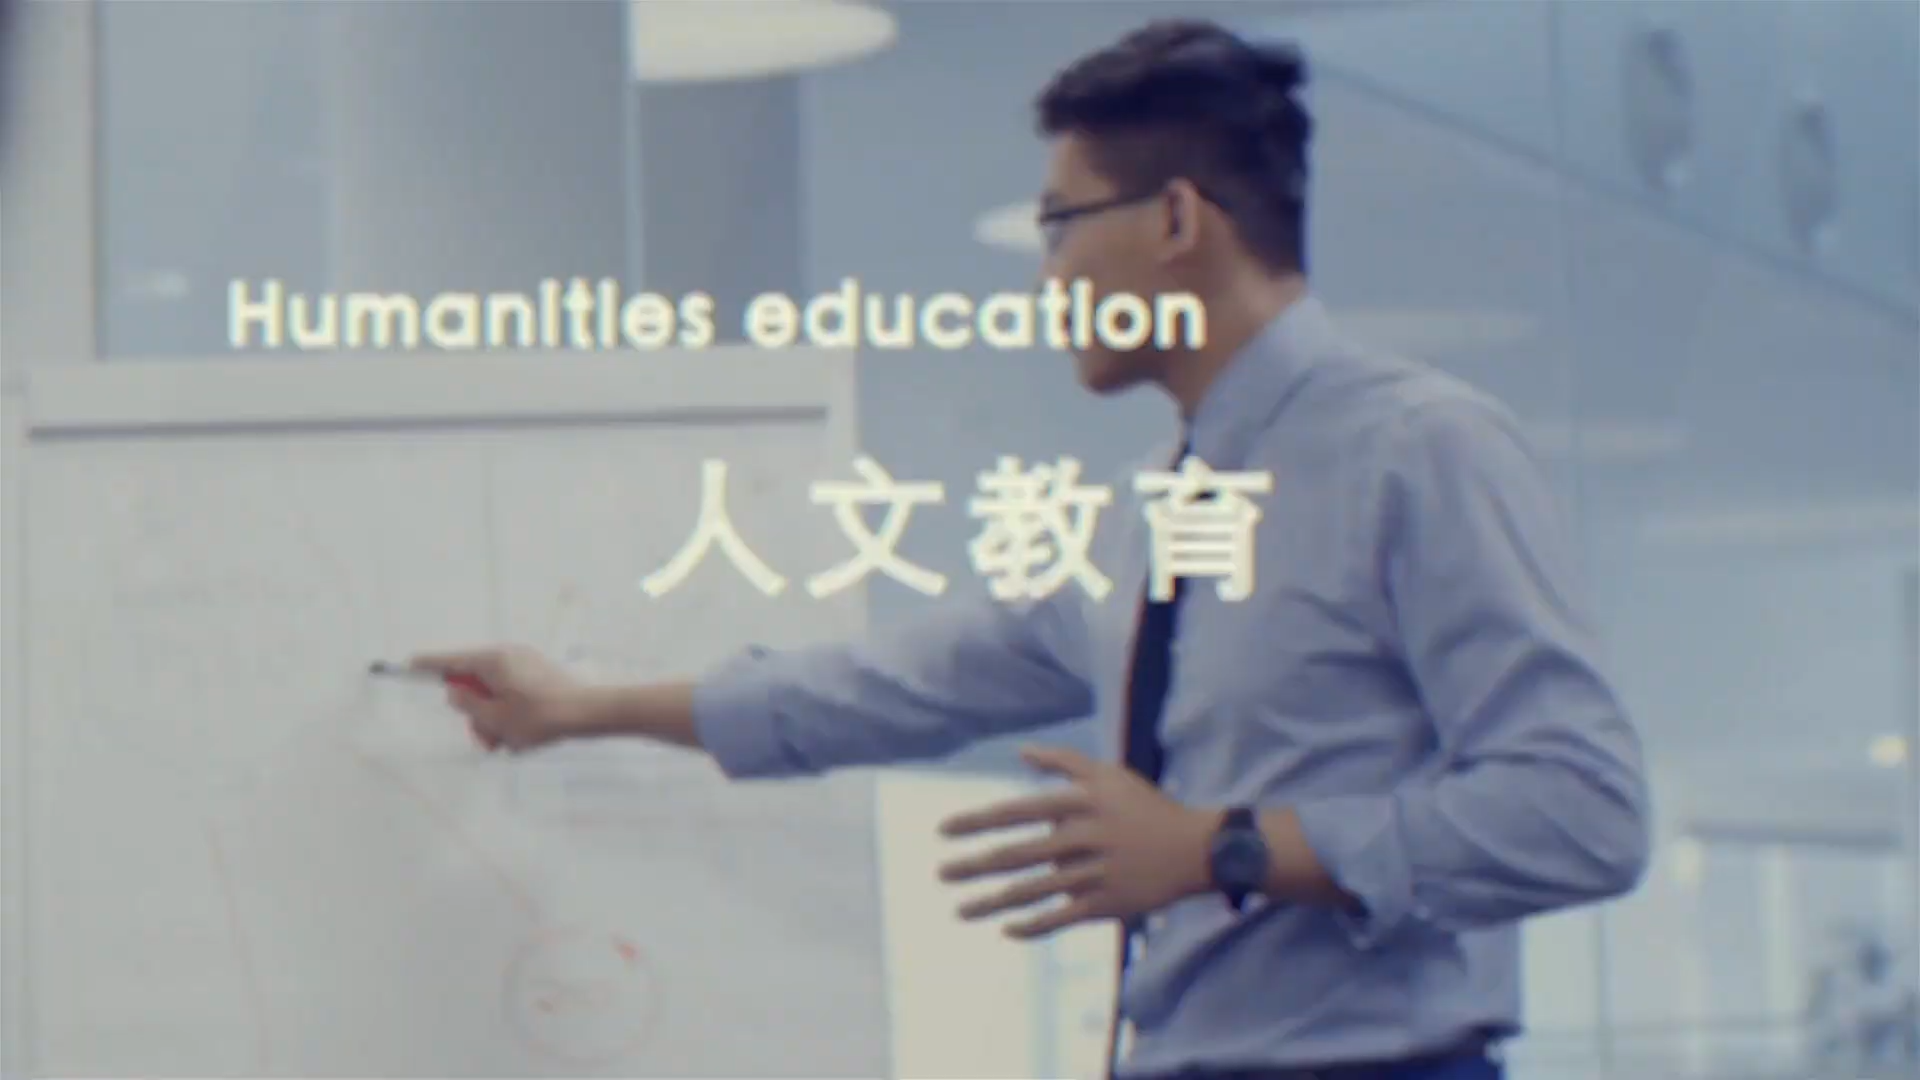 Humanities education
人文教育